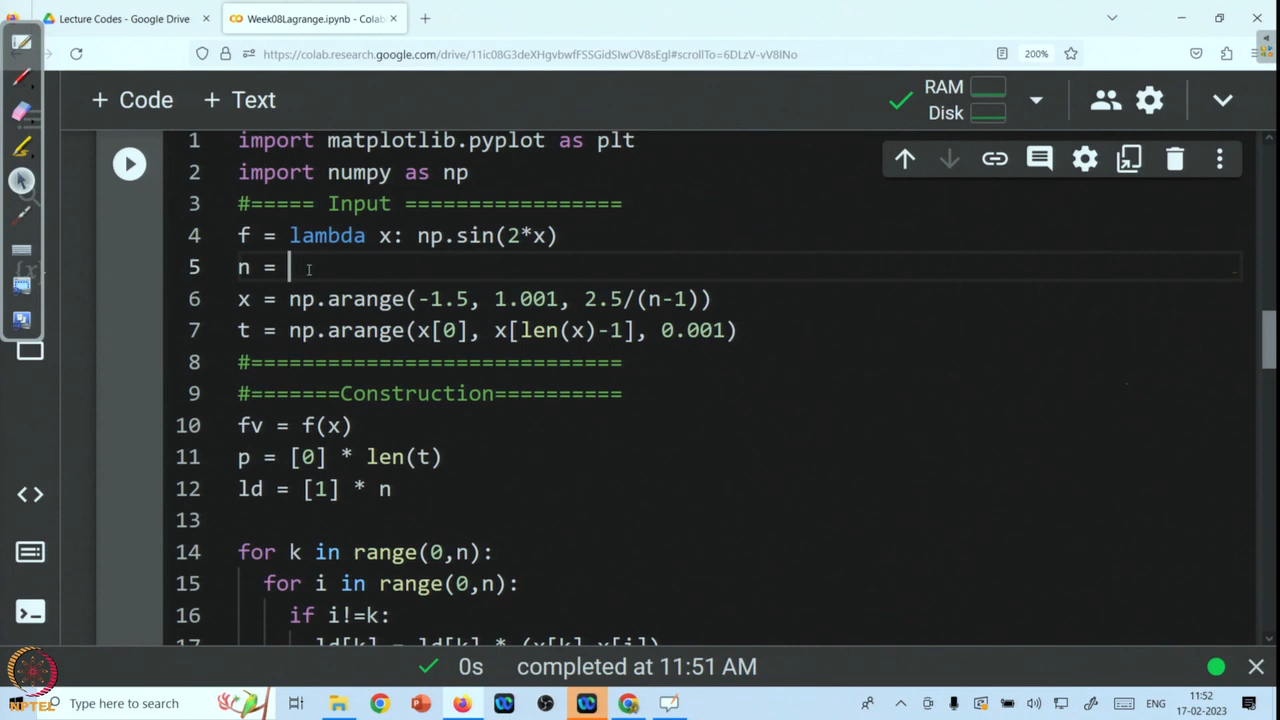 Lecture Codes - Google Drive
Week08Lagrange.ipynb - Colab
https://colab.research.google.com/drive/11ic08G3deXHgvbwfFSSGidSIwOV8sEgl#scrollTo=6DLzV-vV8INo
200%
+ Code + Text
RAM
Disk
1 import matplotlib.pyplot as plt
2 import numpy as np
3 #===== Input =================
4 f = lambda x: np.sin(2*x)
5 n =
6 x = np.arange(-1.5, 1.001, 2.5/(n-1))
7 t = np.arange(x[0], x[len(x)-1], 0.001)
8 #===========================
9 #=======Construction==========
10 fv = f(x)
11 p = [0] * len(t)
12 ld = [1] * n
13
14 for k in range(0,n):
15 for i in range(0,n):
16 if i!=k:
17 ld[k] = ld[k] * (x[k]-x[i])
0s completed at 11:51 AM
NPTEL
Type here to search
ENG
11:52
17-02-2023